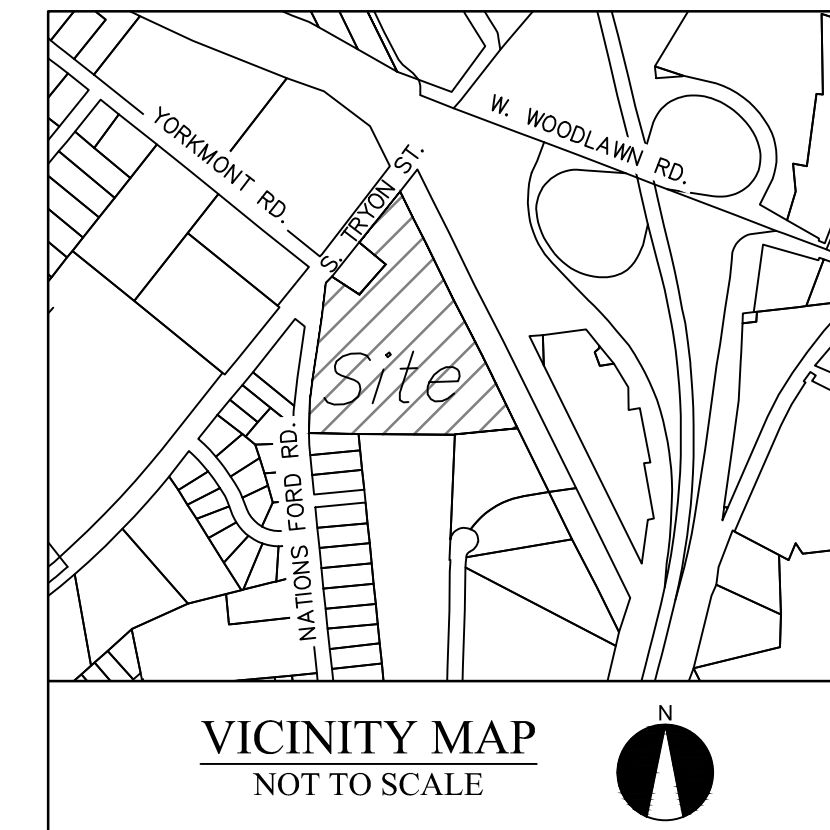 W. WOODLAWN RD.
YORKMONT RD.
S. TRYON ST.
Site
NATIONS FORD RD.
VICINITY MAP
NOT TO SCALE
N